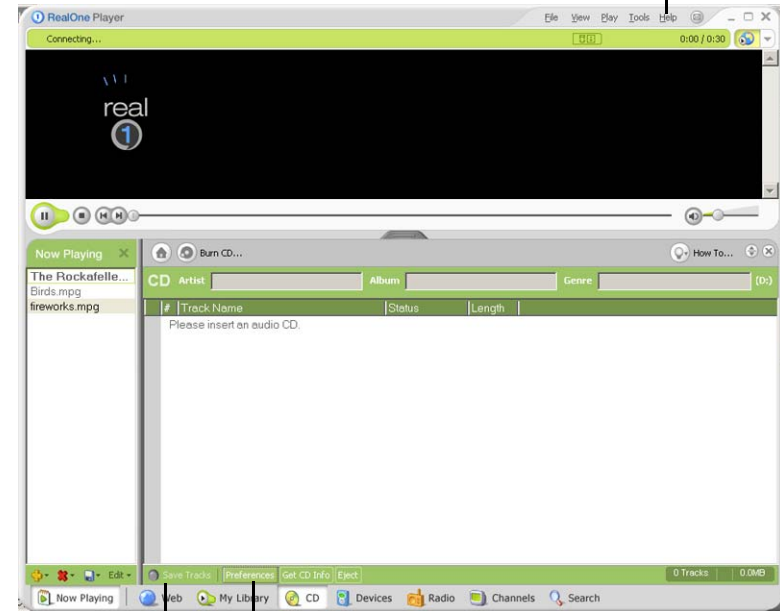 RealOne Player File View Play Tools Help
Connecting... 0:00 / 0:30
real
1
Now Playing Burn CD... How To...
The Rockafelle...
Birds.mpg
fireworks.mpg
CD Artist Album Genre (D:)
# Track Name Status Length
Please insert an audio CD.
Edit Save Tracks Preferences Get CD Info Eject 0 Tracks 0.0MB
Now Playing Web My Library CD Devices Radio Channels Search